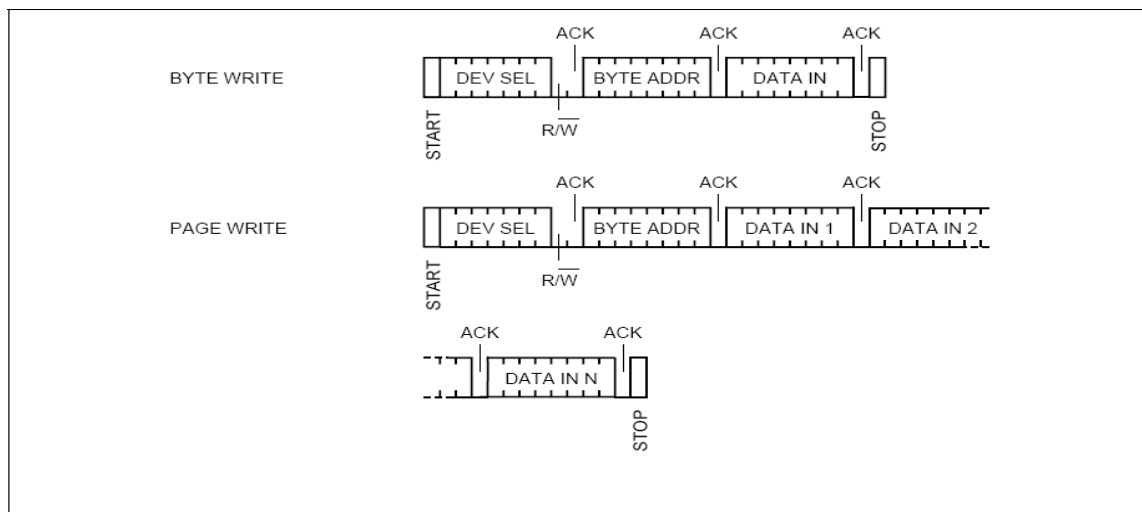 ACK ACK ACK
BYTE WRITE DEV SEL BYTE ADDR DATA IN
START R/W STOP
ACK ACK ACK
PAGE WRITE DEV SEL BYTE ADDR DATA IN 1 DATA IN 2
START R/W
ACK ACK
DATA IN N
STOP